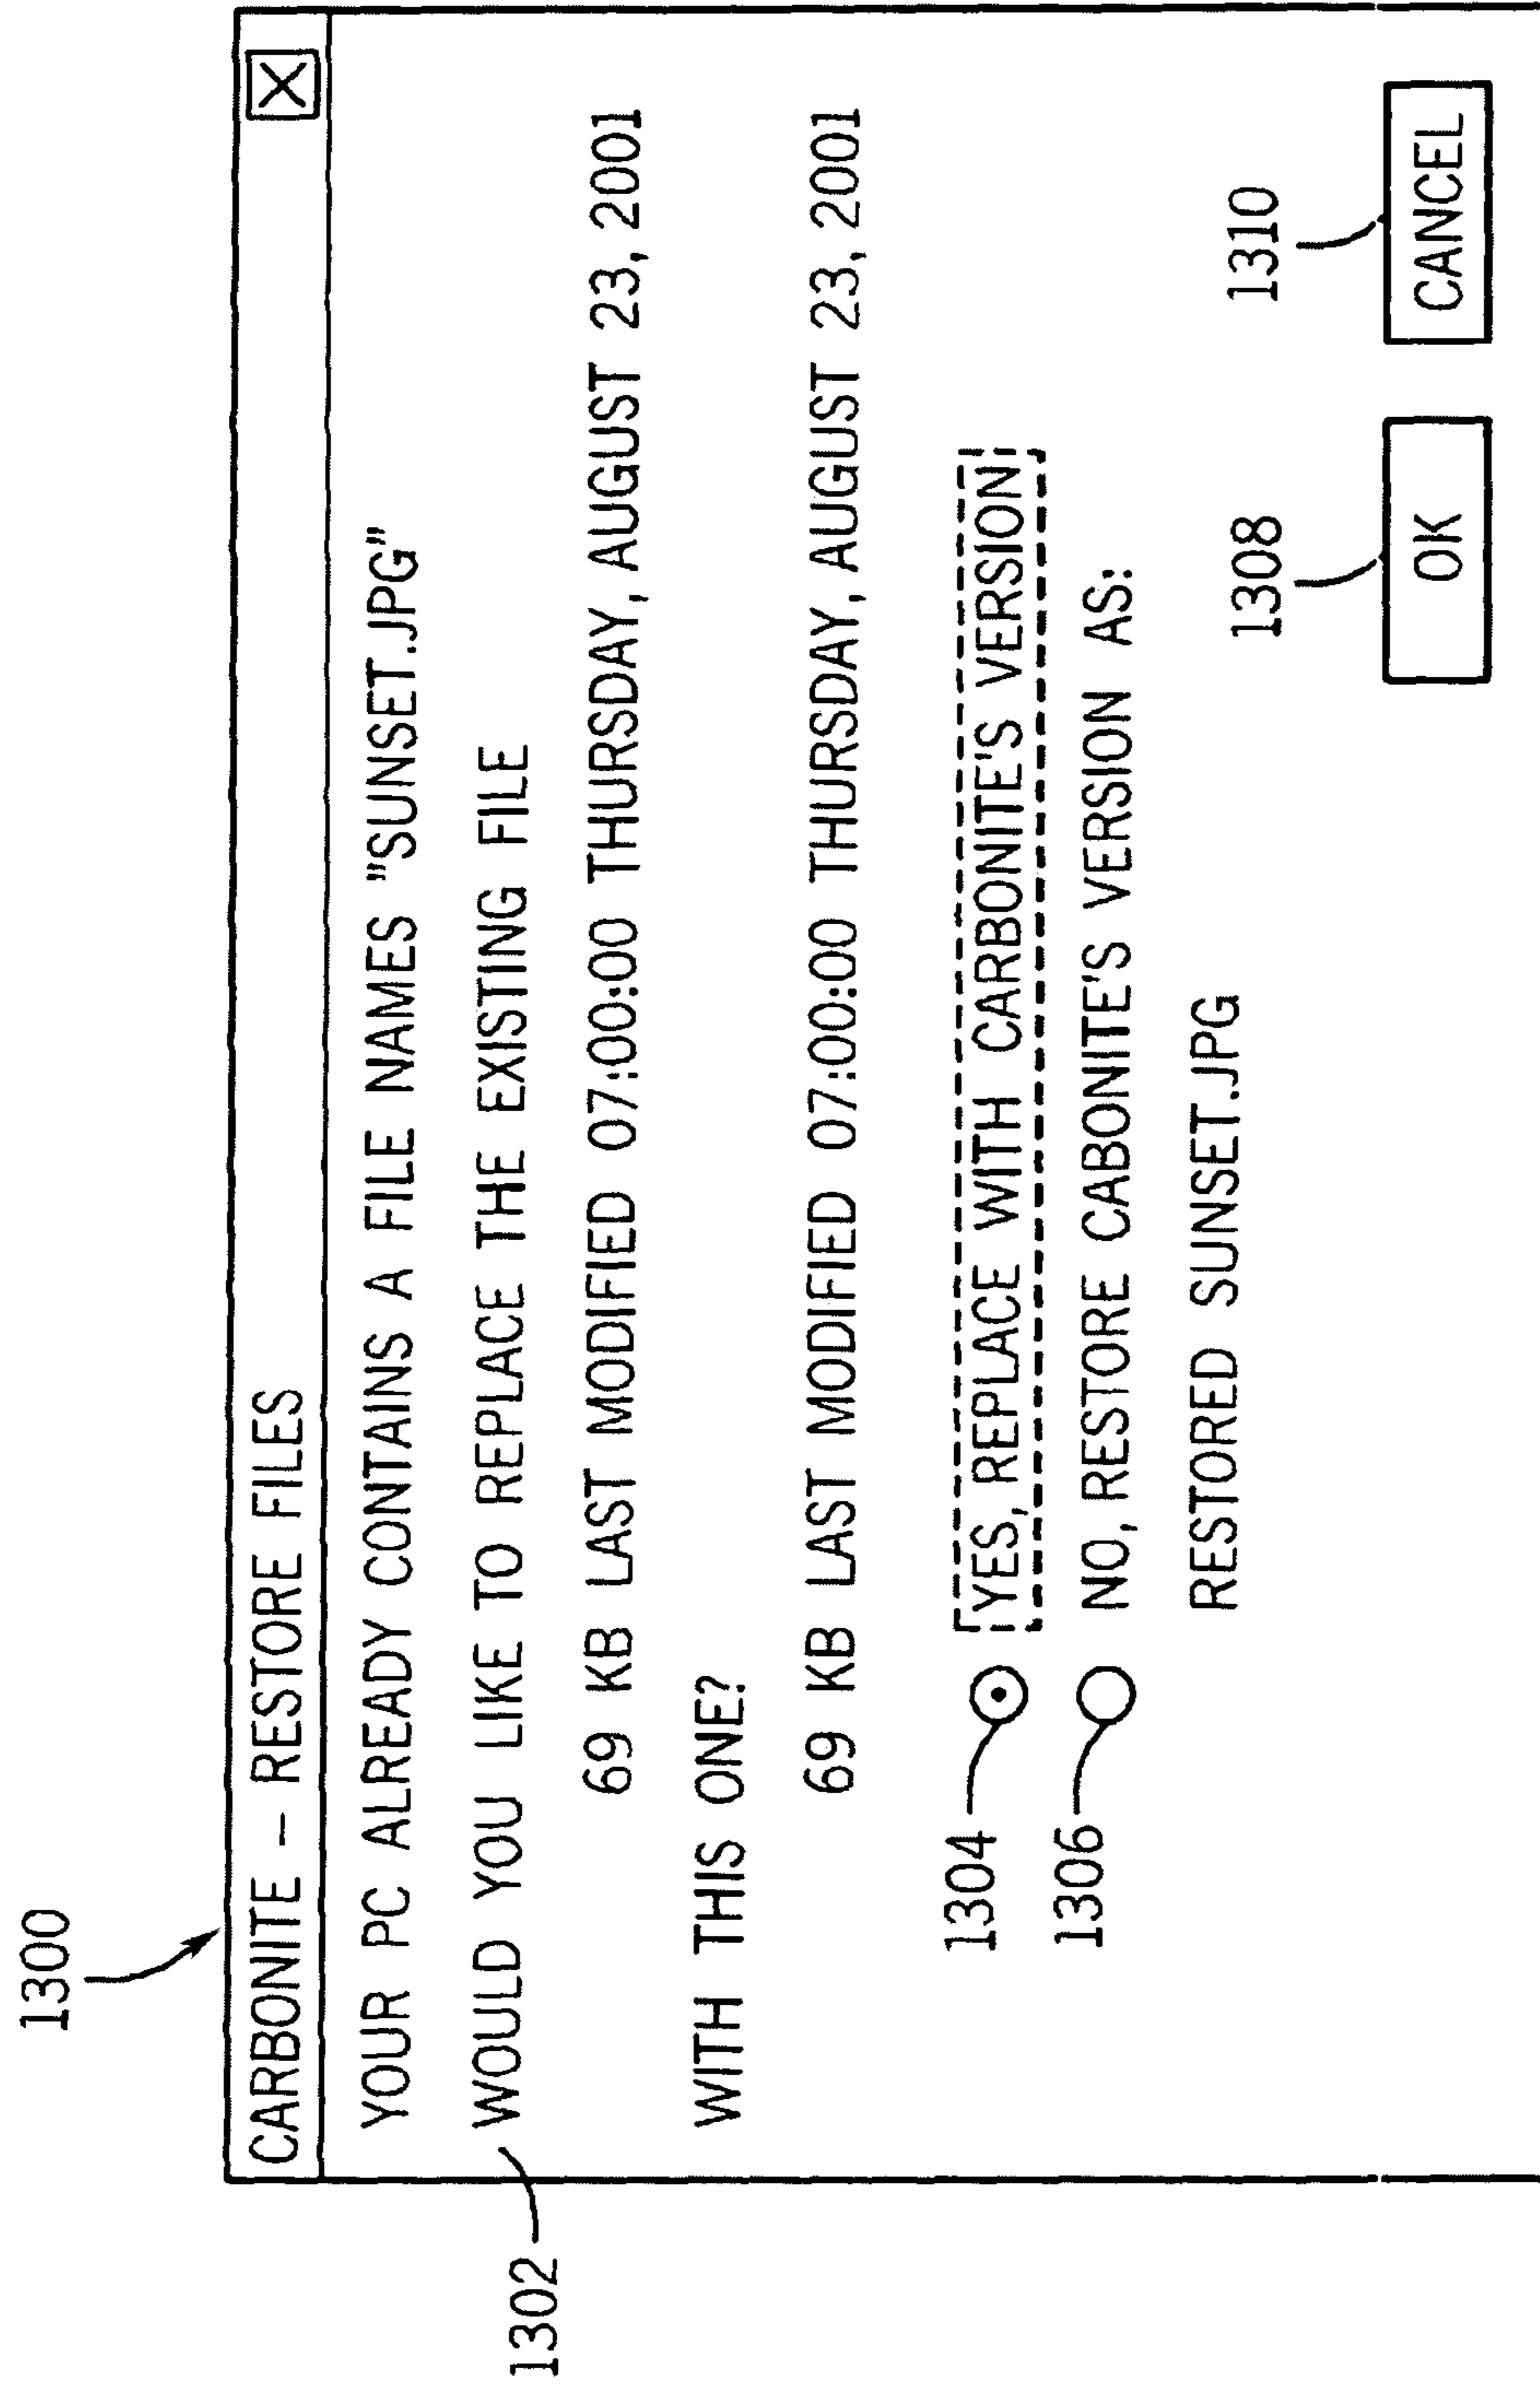 1300
CARBONITE – RESTORE FILES X
YOUR PC ALREADY CONTAINS A FILE NAMES "SUNSET.JPG"
1302
WOULD YOU LIKE TO REPLACE THE EXISTING FILE
69 KB LAST MODIFIED 07:00:00 THURSDAY, AUGUST 23, 2001
WITH THIS ONE?
69 KB LAST MODIFIED 07:00:00 THURSDAY, AUGUST 23, 2001
1304
YES, REPLACE WITH CARBONITE'S VERSION
1306
NO, RESTORE CABONITE'S VERSION AS:
RESTORED SUNSET.JPG
1308 1310
OK CANCEL